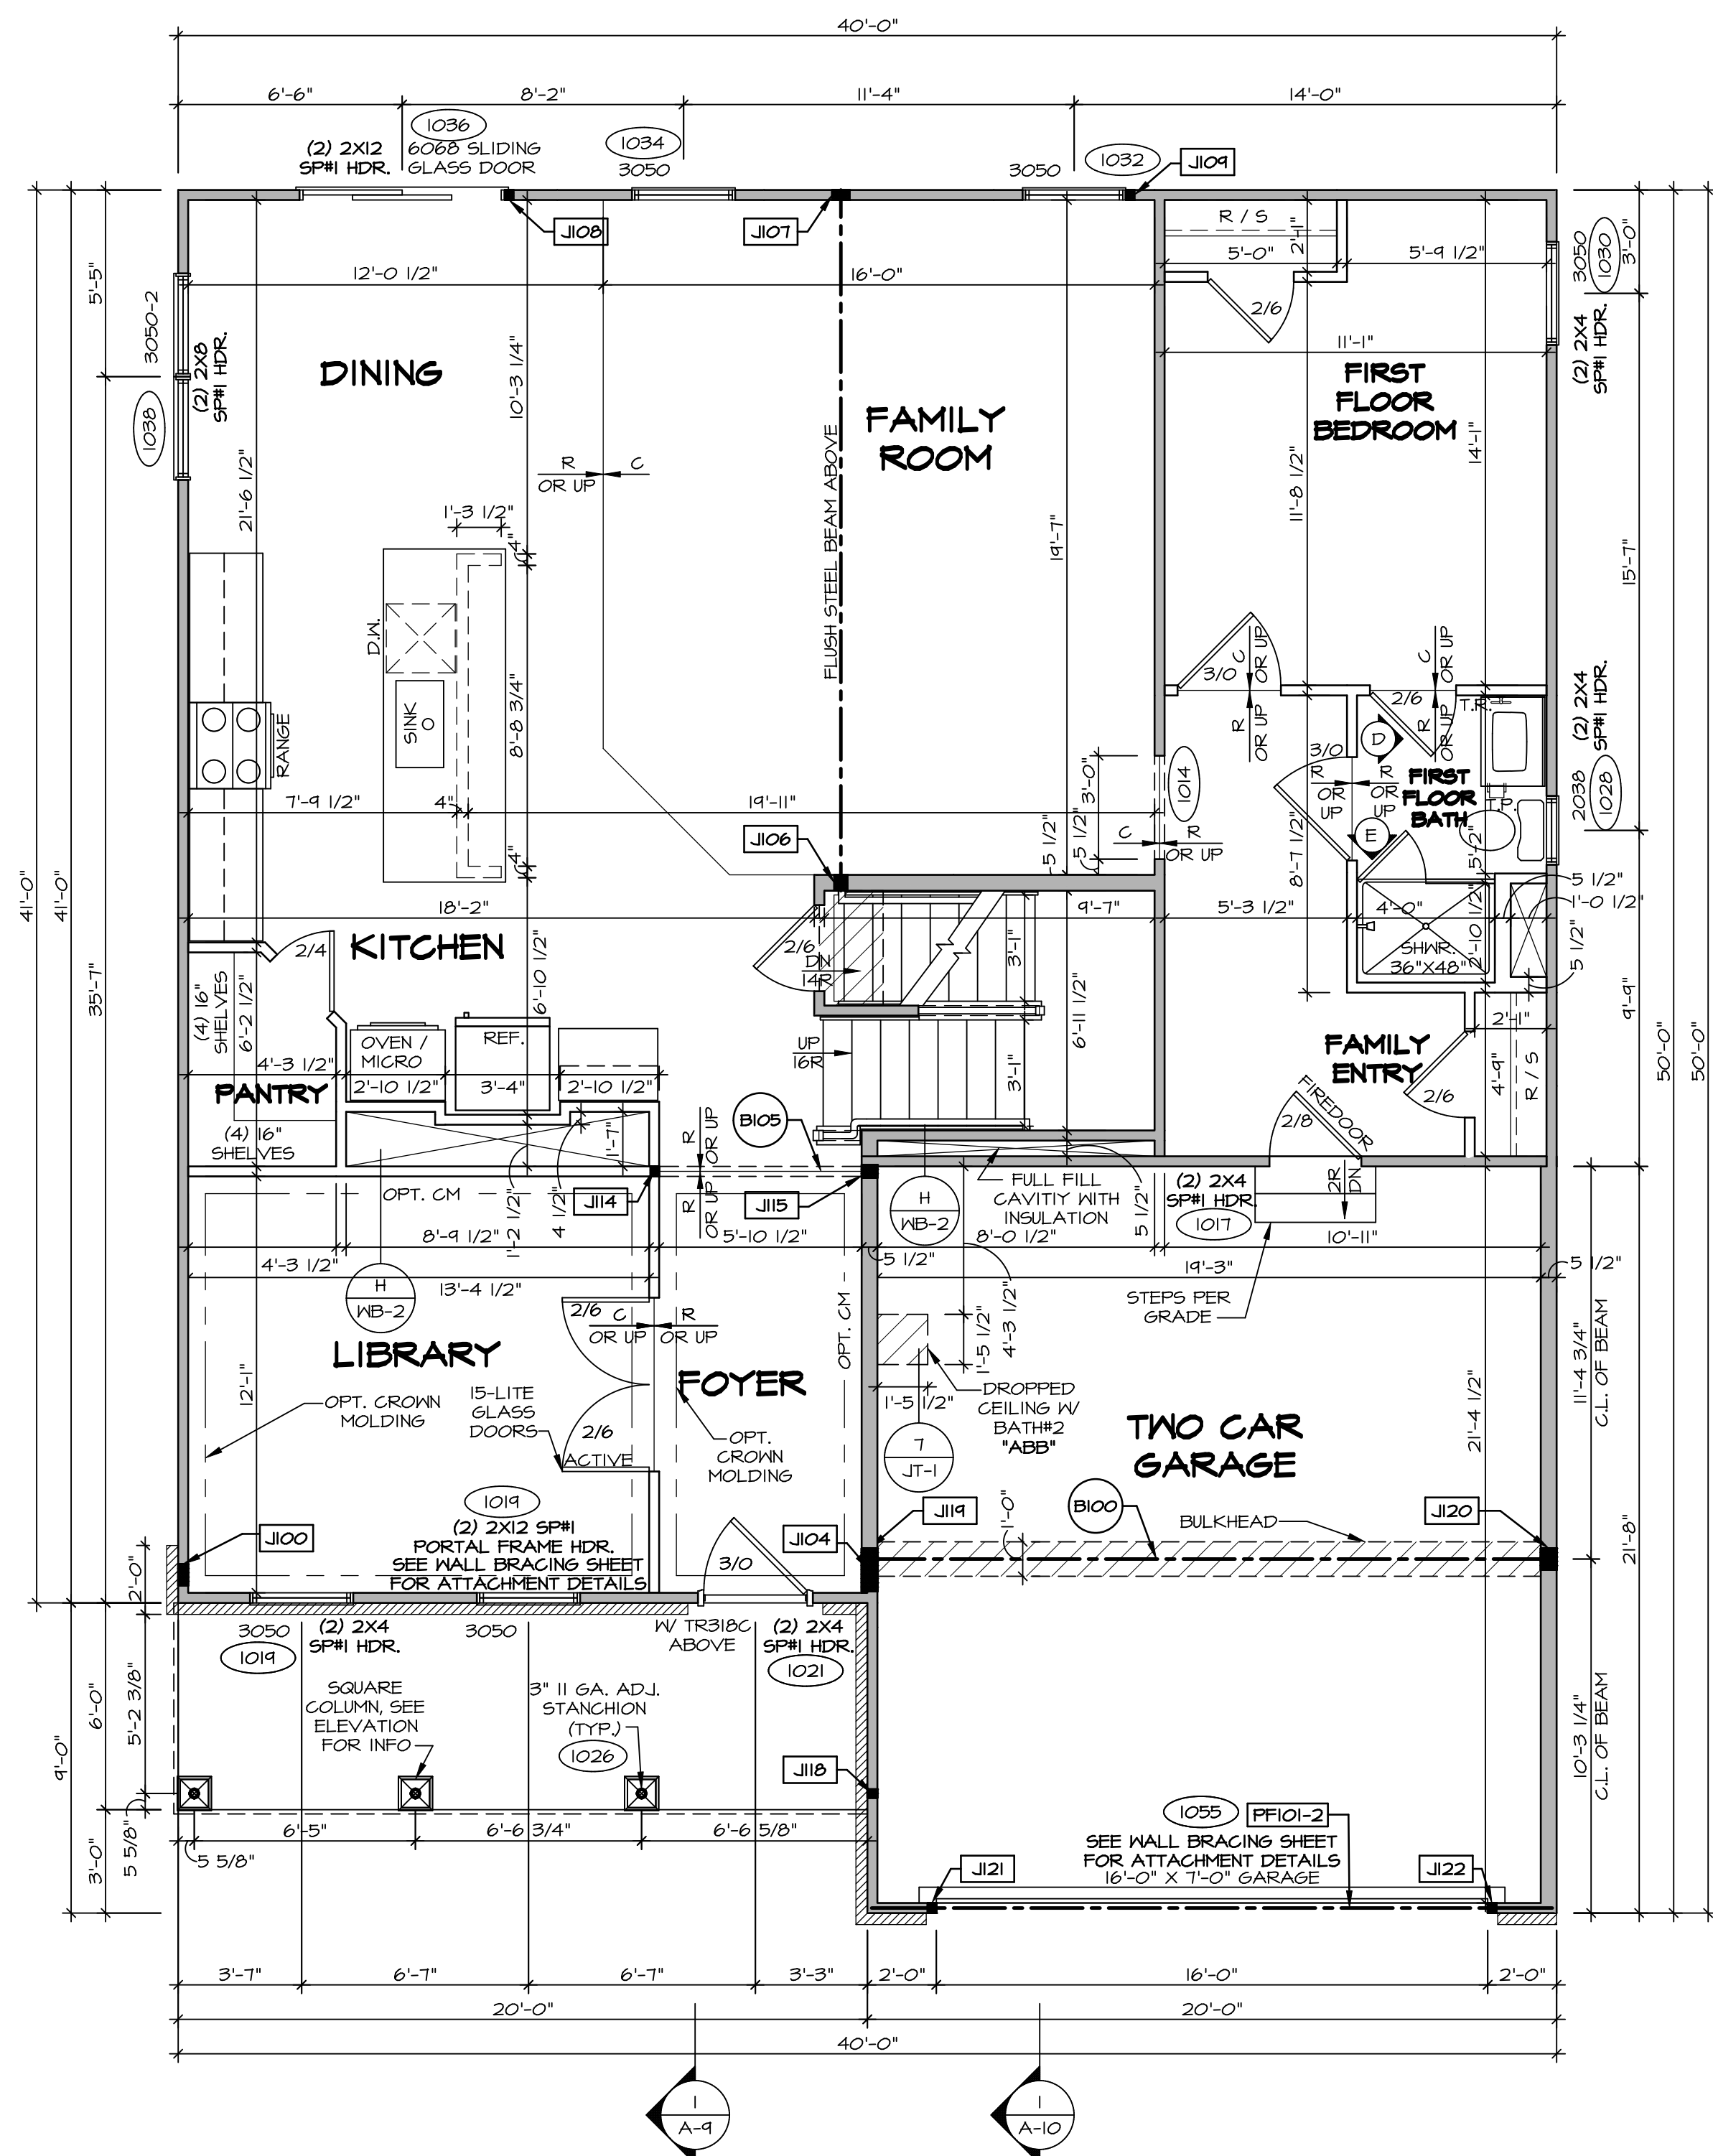 40'-0"
6'-6"
8'-2"
11'-4"
14'-0"
1036
1034
1032
J109
(2) 2X12
SP#1 HDR.
6068 SLIDING
GLASS DOOR
3050
3050
J108
J107
R / S
2'-1"
5'-0"
5'-9 1/2"
3050
1030
3'-0"
(2) 2X4
SP#1 HDR.
5'-5"
3050-2
1038
(2) 2X8
SP#1 HDR.
12'-0 1/2"
16'-0"
2/6
11'-1"
DINING
10'-3 1/4"
FAMILY
ROOM
FIRST
FLOOR
BEDROOM
FLUSH STEEL BEAM ABOVE
21'-6 1/2"
R
OR UP
C
11'-8 1/2"
14'-1"
19'-7"
15'-7"
1'-3 1/2"
4"
D.W.
SINK
RANGE
8'-8 3/4"
3/0
C
OR UP
R
OR UP
C
OR UP
R
OR UP
2/6
T.R.
(2) 2X4
SP#1 HDR.
2038
1028
D
3/0
R
OR
UP
R
OR
UP
FIRST
FLOOR
BATH
T.P.
E
7'-9 1/2"
4"
19'-11"
3'-0"
1014
5 1/2"
5 1/2"
C
R
OR UP
J106
4"
8'-7 1/2"
5'-2"
5 1/2"
1'-0 1/2"
5 1/2"
18'-2"
9'-7"
5'-3 1/2"
4'-0"
2'-10 1/2"
SHWR.
36"X48"
KITCHEN
2/4
2/6
DN
14R
3'-1"
6'-10 1/2"
6'-11 1/2"
(4) 16"
SHELVES
6'-2 1/2"
41'-0"
41'-0"
35'-7"
9'-9"
50'-0"
50'-0"
OVEN /
MICRO
REF.
UP
16R
3'-1"
2'-1"
FAMILY
ENTRY
4'-9"
R / S
2/6
4'-3 1/2"
2'-10 1/2"
3'-4"
2'-10 1/2"
PANTRY
(4) 16"
SHELVES
1'-7"
R
OR UP
R
OR UP
B105
FIREDOOR
2/8
OPT. CM
J114
J115
H
WB-2
FULL FILL
CAVITIY WITH
INSULATION
5 1/2"
(2) 2X4
SP#1 HDR.
1017
2R
DN
8'-9 1/2"
1'-2 1/2"
4 1/2"
5'-10 1/2"
5 1/2"
8'-0 1/2"
10'-11"
4'-3 1/2"
13'-4 1/2"
19'-3"
5 1/2"
H
WB-2
2/6
C
OR UP
R
OR UP
OPT. CM
STEPS PER
GRADE
1'-5 1/2"
4'-3 1/2"
LIBRARY
FOYER
12'-1"
OPT. CROWN
MOLDING
15-LITE
GLASS
DOORS
2/6
ACTIVE
OPT.
CROWN
MOLDING
1'-5 1/2"
DROPPED
CEILING W/
BATH#2
"ABB"
7
JT-1
TWO CAR
GARAGE
21'-4 1/2"
11'-4 3/4"
C.L. OF BEAM
21'-8"
1019
(2) 2X12 SP#1
PORTAL FRAME HDR.
SEE WALL BRACING SHEET
FOR ATTACHMENT DETAILS
J100
J104
3/0
J119
1'-0"
B100
BULKHEAD
J120
2'-0"
3050
1019
(2) 2X4
SP#1 HDR.
3050
W/ TR318C
ABOVE
(2) 2X4
SP#1 HDR.
1021
SQUARE
COLUMN, SEE
ELEVATION
FOR INFO
3" 11 GA. ADJ.
STANCHION
(TYP.)
1026
9'-0"
6'-0"
5'-2 3/8"
J118
10'-3 1/4"
C.L. OF BEAM
3'-0"
5 5/8"
5 5/8"
6'-5"
6'-6 3/4"
6'-6 5/8"
1055
PF101-2
SEE WALL BRACING SHEET
FOR ATTACHMENT DETAILS
16'-0" X 7'-0" GARAGE
J121
J122
3'-7"
6'-7"
6'-7"
3'-3"
2'-0"
16'-0"
2'-0"
20'-0"
20'-0"
40'-0"
1
A-9
1
A-10